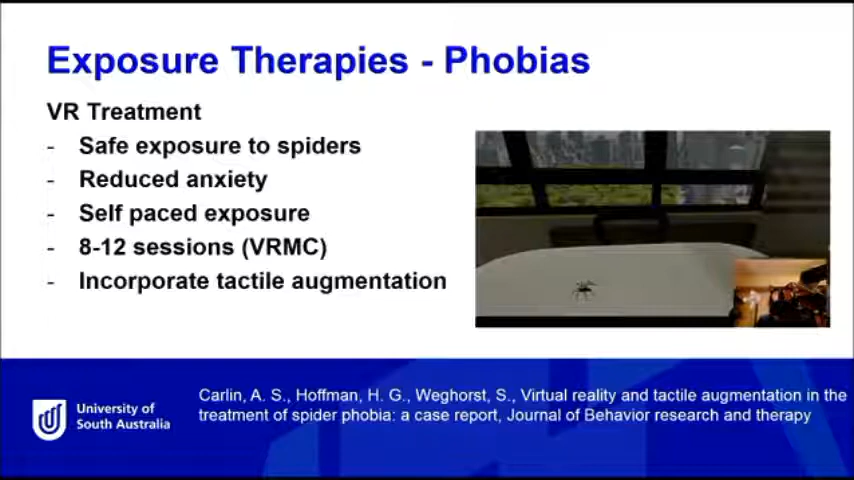 Exposure Therapies - Phobias
VR Treatment
- Safe exposure to spiders
- Reduced anxiety
- Self paced exposure
- 8-12 sessions (VRMC)
- Incorporate tactile augmentation
University of
South Australia
Carlin, A. S., Hoffman, H. G., Weghorst, S., Virtual reality and tactile augmentation in the
treatment of spider phobia: a case report, Journal of Behavior research and therapy